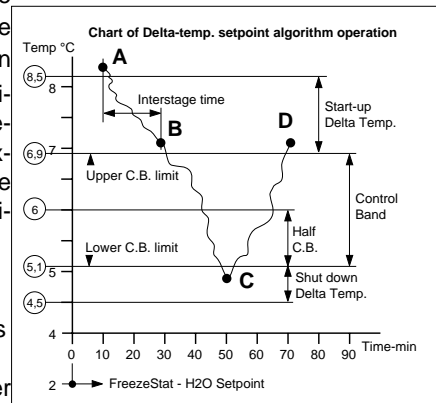 Chart of Delta-temp. setpoint algorithm operation
Temp °C
A
8,5
8
Interstage time
Start-up
Delta Temp.
B
D
7
6,9
Upper C.B. limit
Control
Band
6
Half
C.B.
Lower C.B. limit
5,1
5
C
Shut down
Delta Temp.
4,5
4
0 10 20 30 40 50 60 70 80 90
Time-min
2
FreezeStat - H2O Setpoint